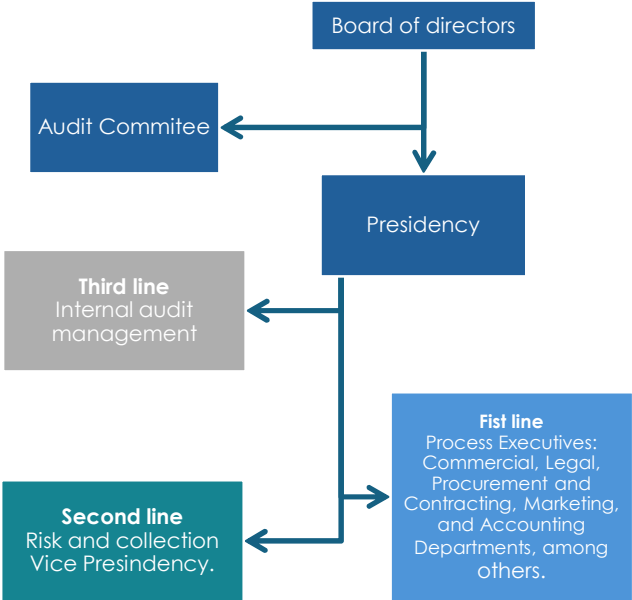 Board of directors
Audit Commitee
Presidency
Third line
Internal audit
management
Fist line
Process Executives:
Commercial, Legal,
Procurement and
Contracting, Marketing,
and Accounting
Departments, among
others.
Second line
Risk and collection
Vice Presindency.